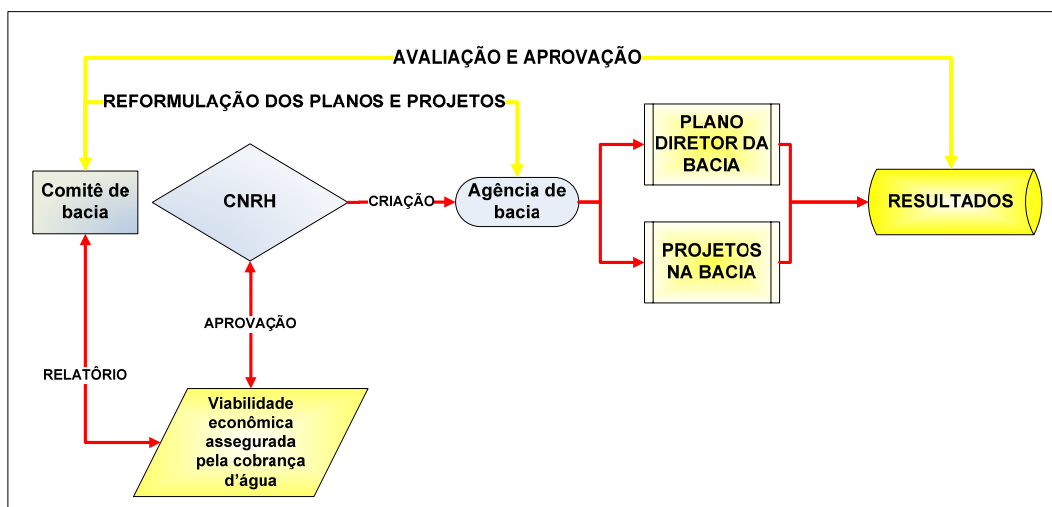 AVALIAÇÃO E APROVAÇÃO
REFORMULAÇÃO DOS PLANOS E PROJETOS
Comitê de
bacia
CNRH
CRIAÇÃO
Agência de
bacia
PLANO
DIRETOR DA
BACIA
PROJETOS
NA BACIA
RESULTADOS
APROVAÇÃO
RELATÔRIO
Viabilidade
econômica
assegurada
pela cobrança
d'água